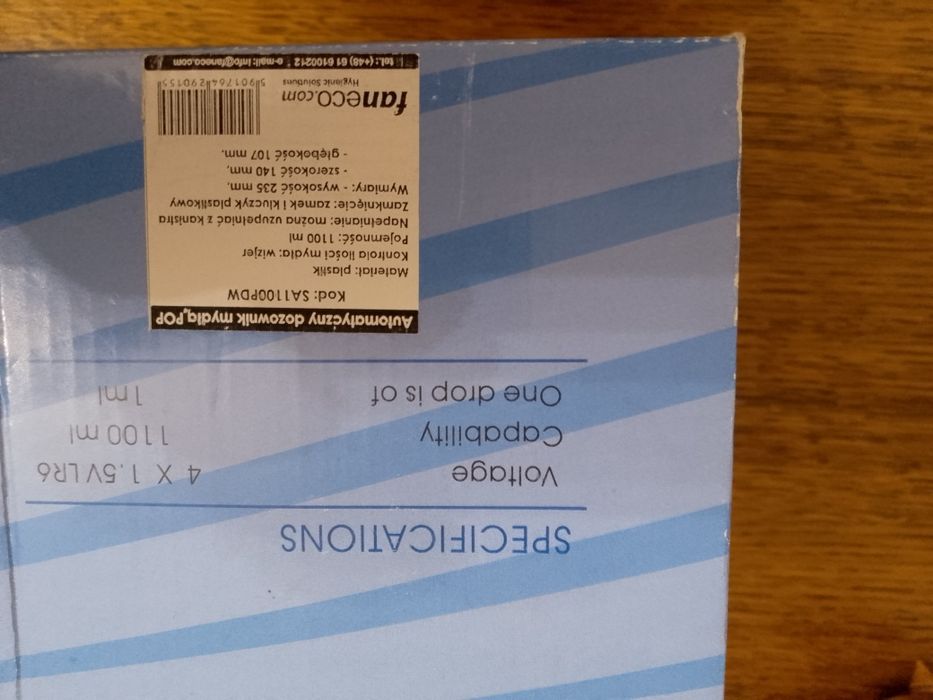 SPECIFICATIONS
Voltage 4 X 1.5V LR6
Capability 1100 ml
One drop is of 1ml
Automatyczny dozownik mydła POP
Kod: SA1100PDW
Materiał: plastik
Kontrola ilości mydła: wizjer
Pojemność: 1100 ml
Napełnianie: można uzupełniać z kanistra
Zamknięcie: zamek i kluczyk plastikowy
Wymiary: - wysokość 235 mm,
- szerokość 140 mm,
- głębokość 107 mm.
faneco.com
Hygienic Solutions
5901764290155
tel.: (+48) 61 6100212 e-mail: info@faneco.com